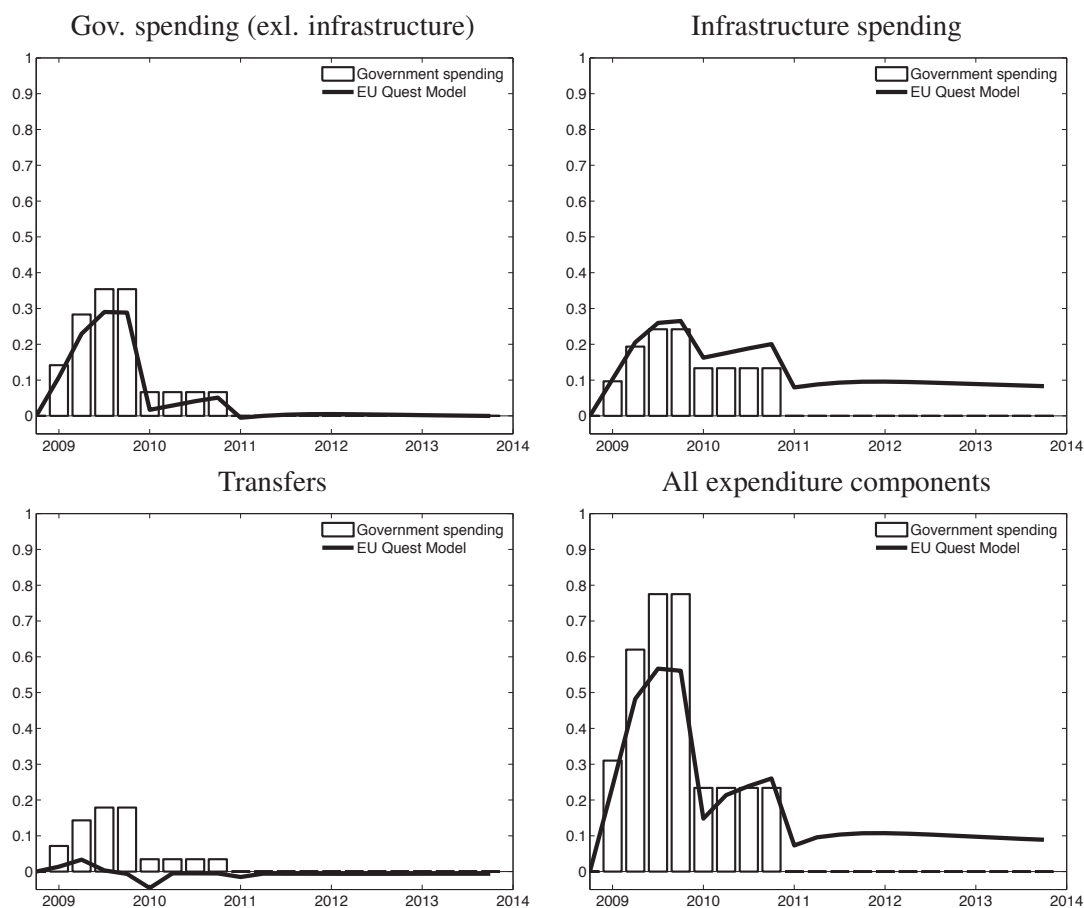 Gov. spending (exl. infrastructure)
1
0.9
0.8
0.7
0.6
0.5
0.4
0.3
0.2
0.1
0
Government spending
EU Quest Model
2009 2010 2011 2012 2013 2014
Infrastructure spending
1
0.9
0.8
0.7
0.6
0.5
0.4
0.3
0.2
0.1
0
Government spending
EU Quest Model
2009 2010 2011 2012 2013 2014
Transfers
1
0.9
0.8
0.7
0.6
0.5
0.4
0.3
0.2
0.1
0
Government spending
EU Quest Model
2009 2010 2011 2012 2013 2014
All expenditure components
1
0.9
0.8
0.7
0.6
0.5
0.4
0.3
0.2
0.1
0
Government spending
EU Quest Model
2009 2010 2011 2012 2013 2014